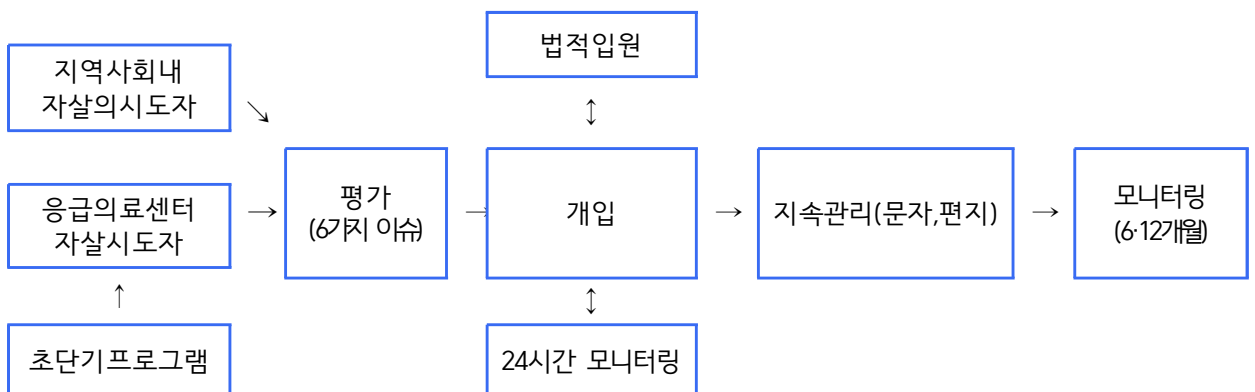 법적입원
지역사회내
자살의시도자
↘
↕
평가
(6가지 이슈)
응급의료센터
자살시도자
→
→
개입
→
지속관리(문자,편지)
→
모니터링
(6·12개월)
↑
↕
초단기프로그램
24시간 모니터링